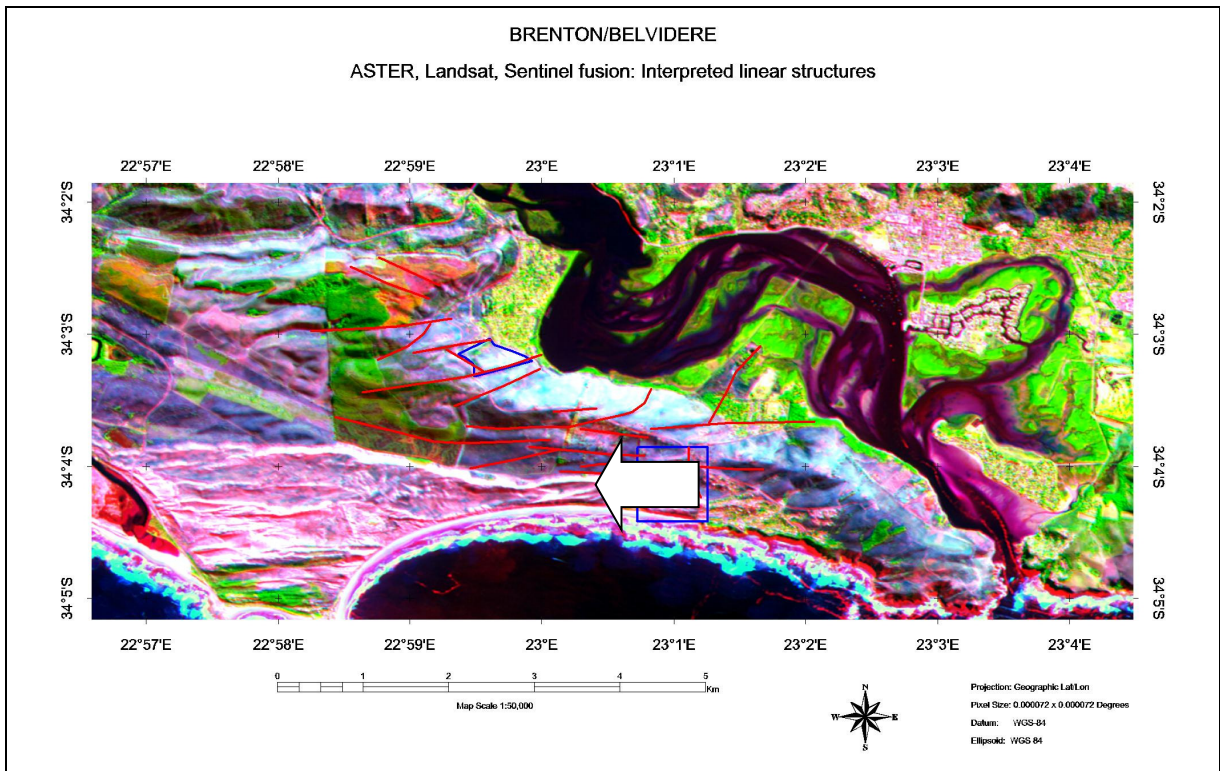 BRENTON/BELVIDERE
ASTER, Landsat, Sentinel fusion: Interpreted linear structures
22°57'E 22°58'E 22°59'E 23°0'E 23°1'E 23°2'E 23°3'E 23°4'E
34°2'S 34°2'S
34°3'S 34°3'S
34°4'S 34°4'S
34°5'S 34°5'S
22°57'E 22°58'E 22°59'E 23°0'E 23°1'E 23°2'E 23°3'E 23°4'E
0 1 2 3 4 5
Km
Map Scale 1:50,000
N
W E
S
Projection: Geographic Lat/Lon
Pixel Size: 0.000072 x 0.000072 Degrees
Datum: WGS-84
Ellipsoid: WGS 84